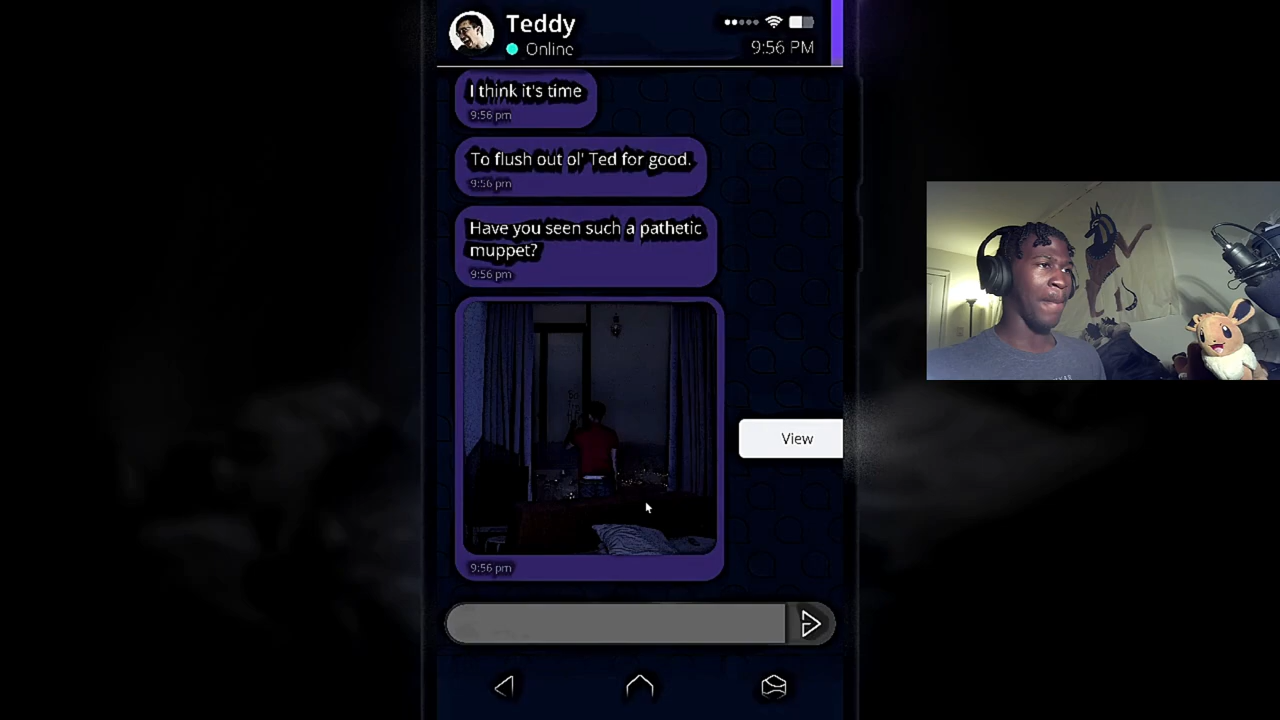 Teddy
Online
9:56 PM
I think it's time
9:56 pm
To flush out ol' Ted for good.
9:56 pm
Have you seen such a pathetic
muppet?
9:56 pm
View
9:56 pm